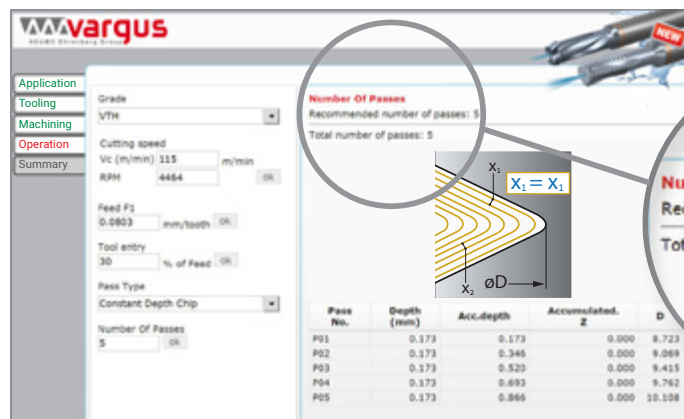 vargus
NEUMO Ehrenberg Group
NEW
Application
Tooling
Machining
Operation
Summary
Grade
VTH
Cutting speed
Vc (m/min) 115 m/min
RPM 4464 ok
Feed F1
0.0803 mm/tooth ok
Tool entry
30 % of Feed ok
Pass Type
Constant Depth Chip
Number Of Passes
5 ok
Number Of Passes
Recommended number of passes: 5
Total number of passes: 5
X₁
X₁ = X₁
X₂
øD
Nu
Rec
Tot
Pass No. Depth (mm) Acc.depth Accumulated. Z D
P01 0.173 0.173 0.000 8.723
P02 0.173 0.346 0.000 9.069
P03 0.173 0.520 0.000 9.415
P04 0.173 0.693 0.000 9.762
P05 0.173 0.866 0.000 10.108